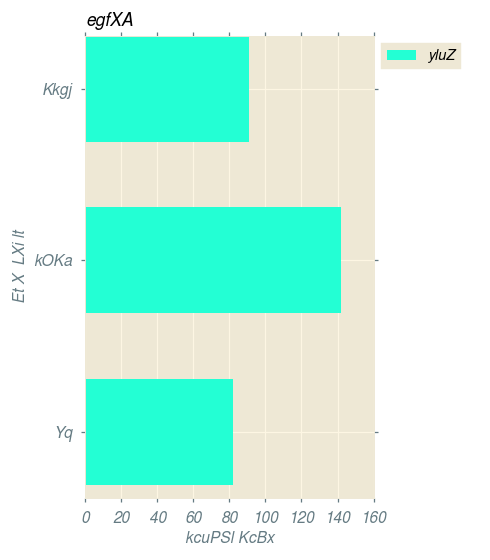 egfXA
yluZ
Kkgj
kOKa
Yq
Et X  LXi lt
0 20 40 60 80 100 120 140 160
kcuPSl KcBx